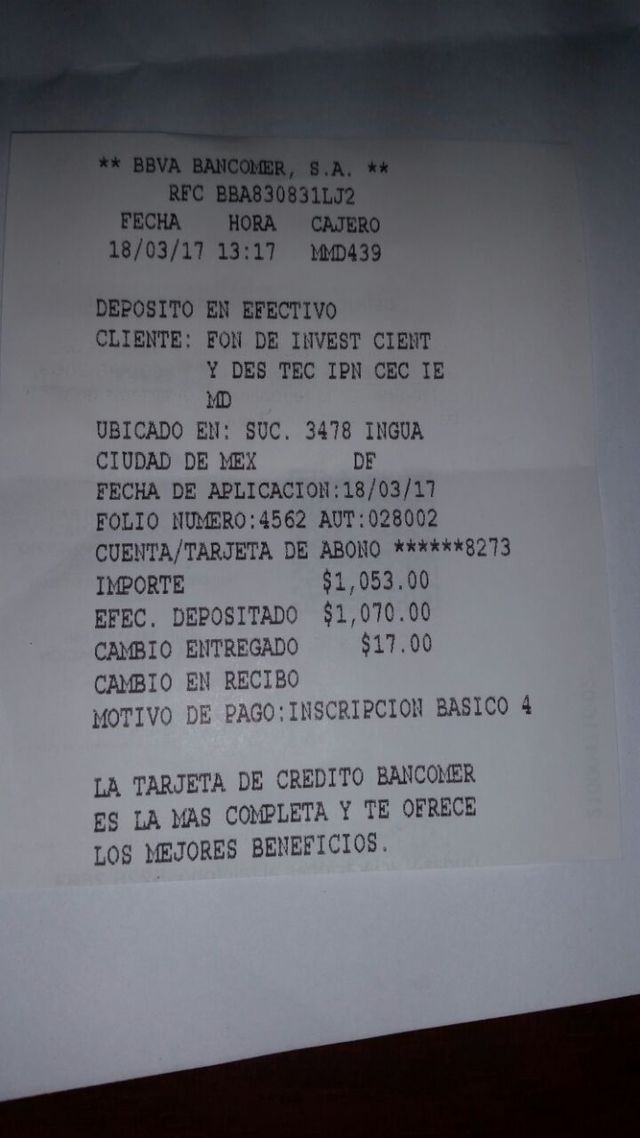 ** BBVA BANCOMER, S.A. **
RFC BBA830831LJ2
FECHA HORA CAJERO
18/03/17 13:17 MMD439
DEPOSITO EN EFECTIVO
CLIENTE: FON DE INVEST CIENT
Y DES TEC IPN CEC IE
MD
UBICADO EN: SUC. 3478 INGUA
CIUDAD DE MEX DF
FECHA DE APLICACION:18/03/17
FOLIO NUMERO:4562 AUT:028002
CUENTA/TARJETA DE ABONO ******8273
IMPORTE $1,053.00
EFEC. DEPOSITADO $1,070.00
CAMBIO ENTREGADO $17.00
CAMBIO EN RECIBO
MOTIVO DE PAGO:INSCRIPCION BASICO 4
LA TARJETA DE CREDITO BANCOMER
ES LA MAS COMPLETA Y TE OFRECE
LOS MEJORES BENEFICIOS.